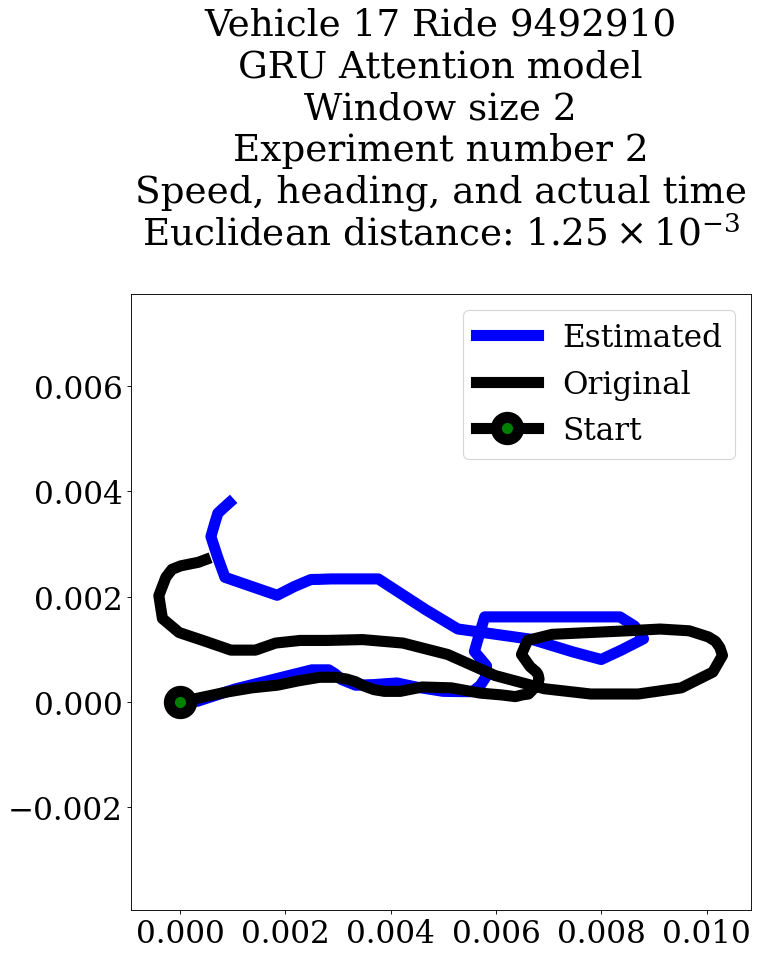 Vehicle 17 Ride 9492910
GRU Attention model
Window size 2
Experiment number 2
Speed, heading, and actual time
Euclidean distance: 1.25 × 10⁻³
Estimated
Original
Start
0.006
0.004
0.002
0.000
−0.002
0.000 0.002 0.004 0.006 0.008 0.010